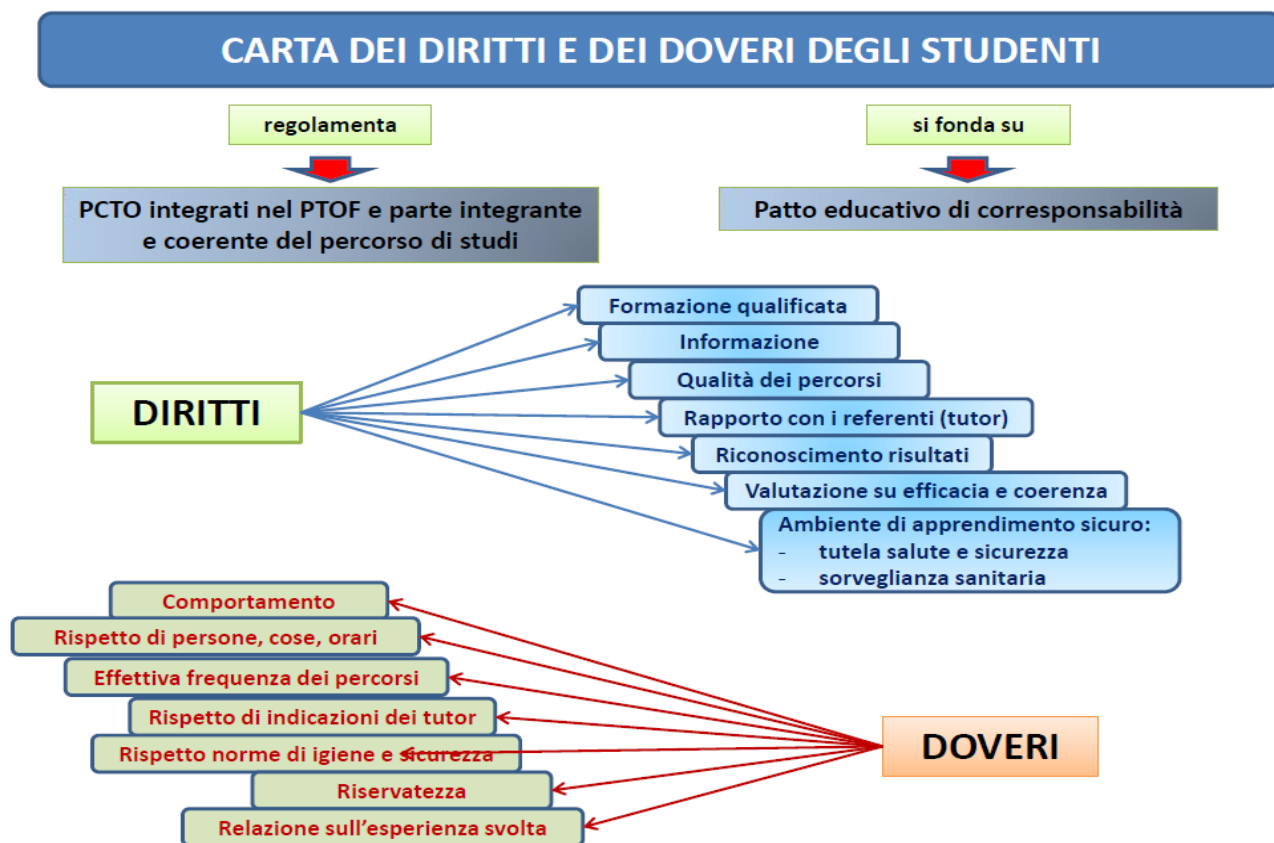 CARTA DEI DIRITTI E DEI DOVERI DEGLI STUDENTI
regolamenta
si fonda su
PCTO integrati nel PTOF e parte integrante
e coerente del percorso di studi
Patto educativo di corresponsabilità
Formazione qualificata
Informazione
Qualità dei percorsi
DIRITTI
Rapporto con i referenti (tutor)
Riconoscimento risultati
Valutazione su efficacia e coerenza
Ambiente di apprendimento sicuro:
- tutela salute e sicurezza
- sorveglianza sanitaria
Comportamento
Rispetto di persone, cose, orari
Effettiva frequenza dei percorsi
Rispetto di indicazioni dei tutor
Rispetto norme di igiene e sicurezza
DOVERI
Riservatezza
Relazione sull'esperienza svolta